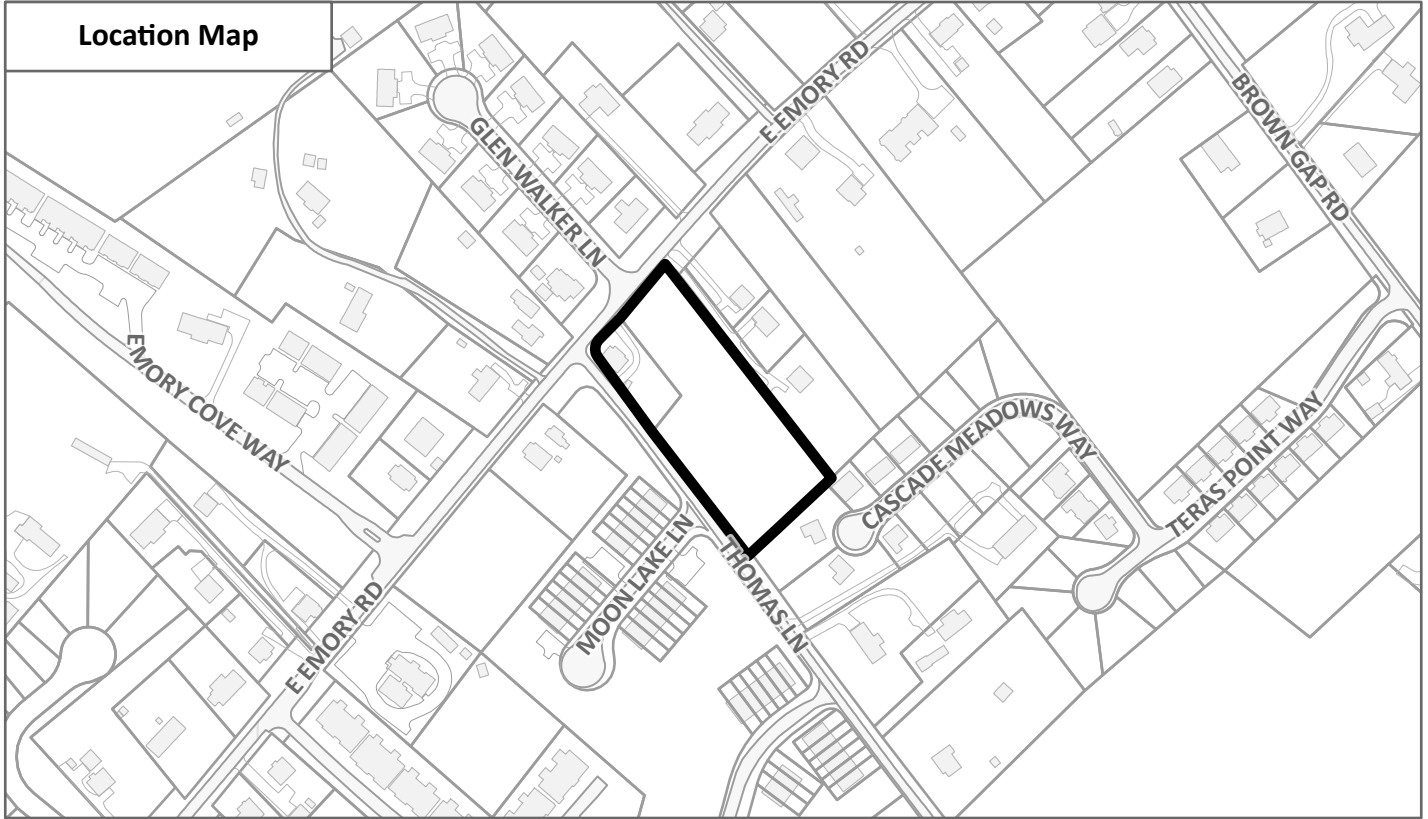 Location Map
E EMORY RD
BROWN GAP RD
GLEN WALKER LN
EMORY COVE WAY
CASCADE MEADOWS WAY
TERAS POINT WAY
MOON LAKE LN
THOMAS LN
E EMORY RD